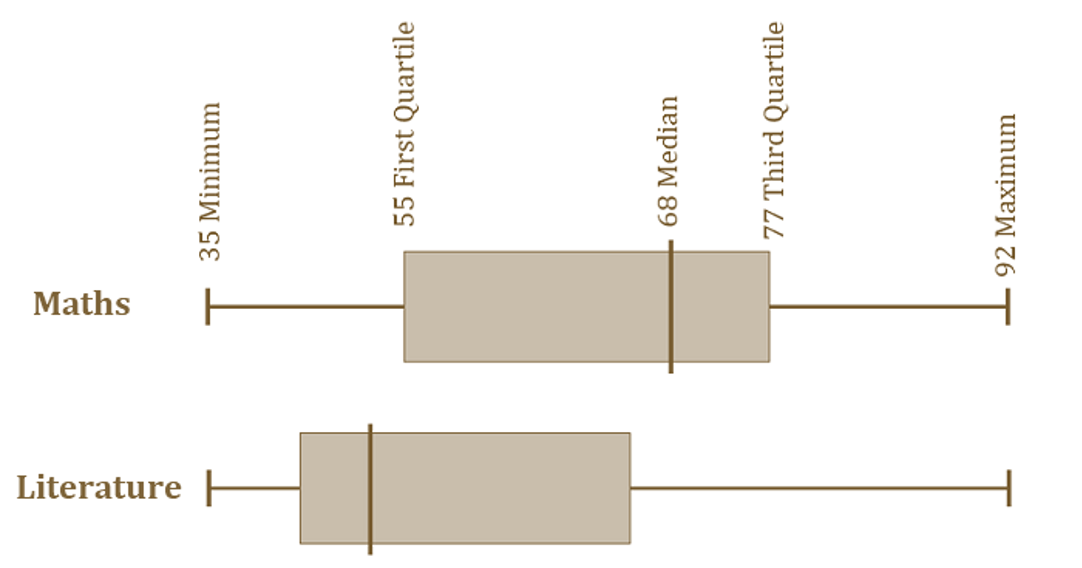 35 Minimum
55 First Quartile
68 Median
77 Third Quartile
92 Maximum
Maths
Literature